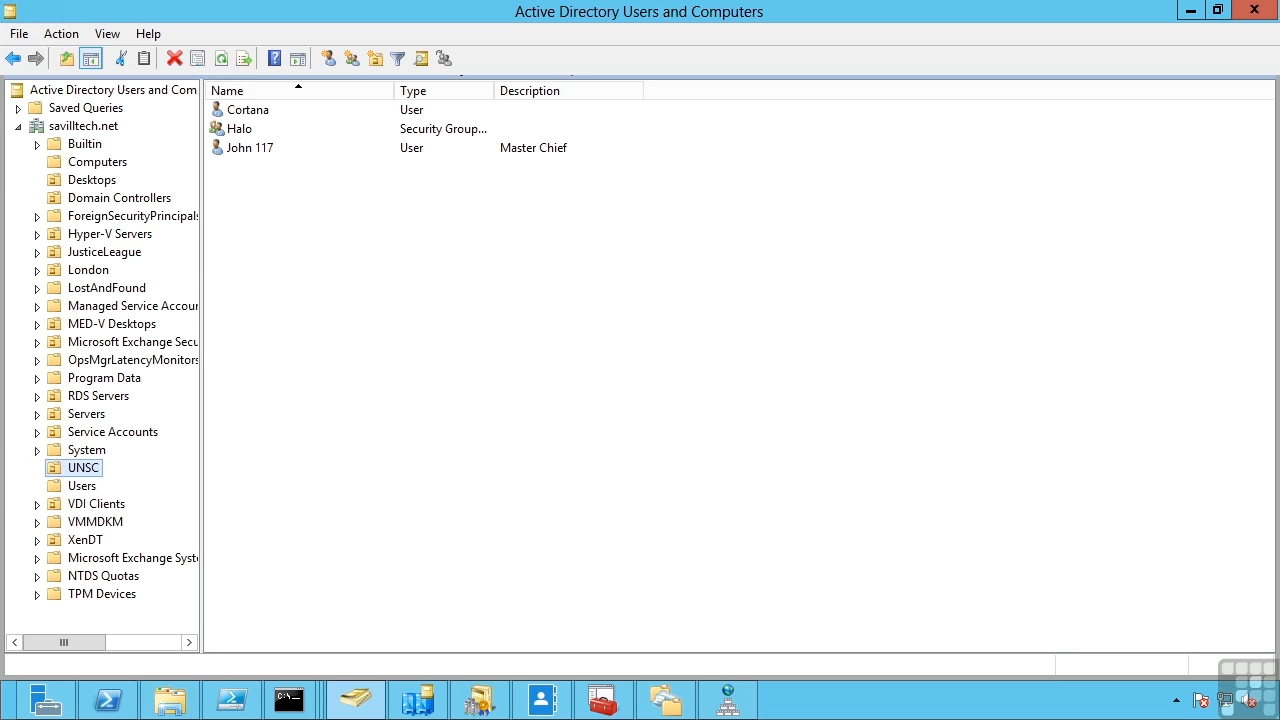 Active Directory Users and Computers
File Action View Help
Active Directory Users and Com
Saved Queries
savilltech.net
Builtin
Computers
Desktops
Domain Controllers
ForeignSecurityPrincipals
Hyper-V Servers
JusticeLeague
London
LostAndFound
Managed Service Accour
MED-V Desktops
Microsoft Exchange Secu
OpsMgrLatencyMonitors
Program Data
RDS Servers
Servers
Service Accounts
System
UNSC
Users
VDI Clients
VMMDKM
XenDT
Microsoft Exchange Syste
NTDS Quotas
TPM Devices
Name Type Description
Cortana User
Halo Security Group...
John 117 User Master Chief